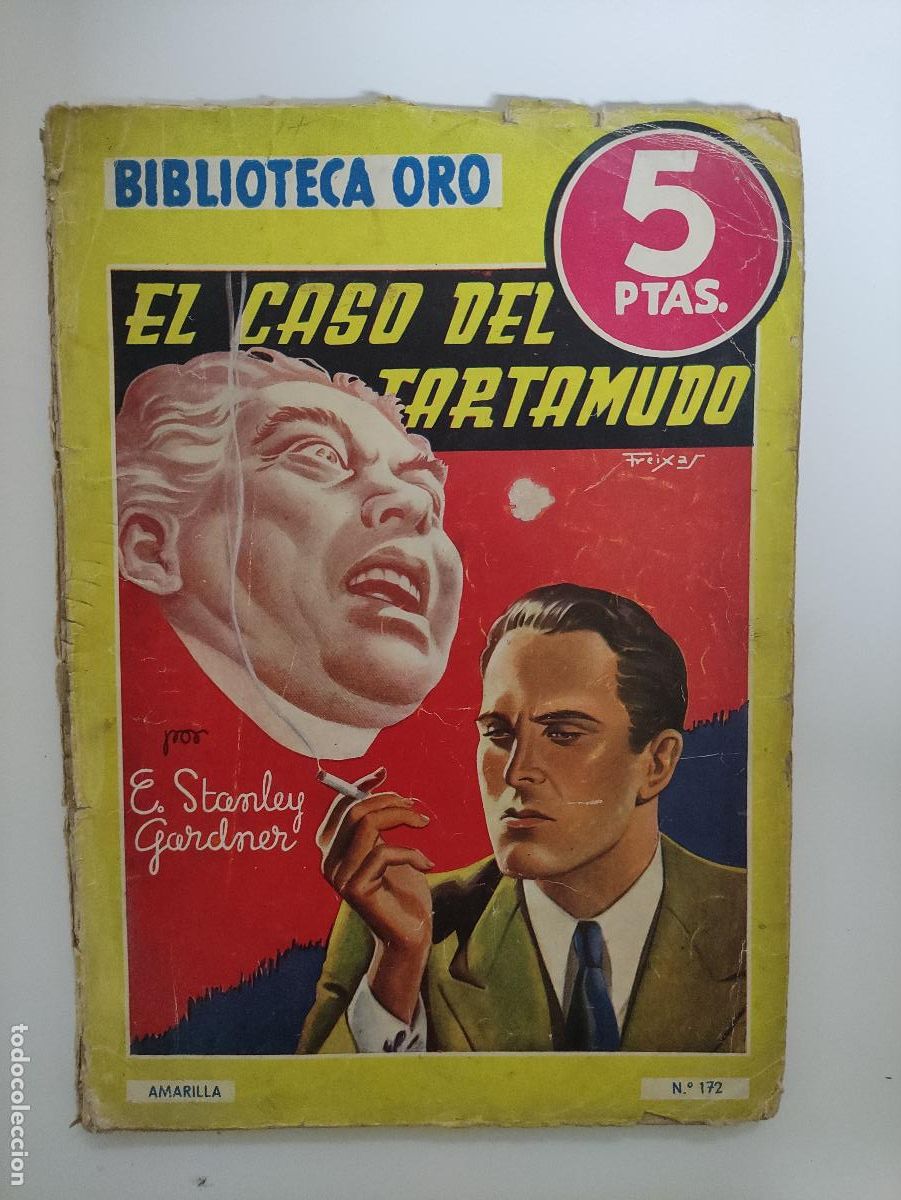 BIBLIOTECA ORO
5
PTAS.
EL CASO DEL
TARTAMUDO
Freixas
por
E. Stanley
Gardner
AMARILLA
N.º 172
todocoleccion